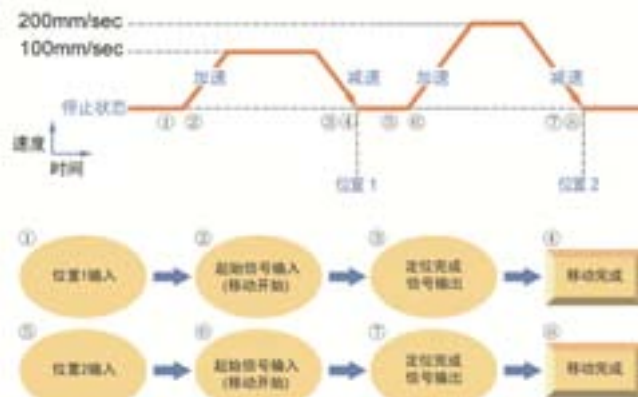 200mm/sec
100mm/sec
加速 减速 加速 减速
停止状态
① ② ③ ④ ⑤ ⑥ ⑦ ⑧
速度
时间
位置 1 位置 2
① ② ③ ④
位置1输入 起始信号输入 定位完成 移动完成
(移动开始) 信号输出
⑤ ⑥ ⑦ ⑧
位置2输入 起始信号输入 定位完成 移动完成
(移动开始) 信号输出